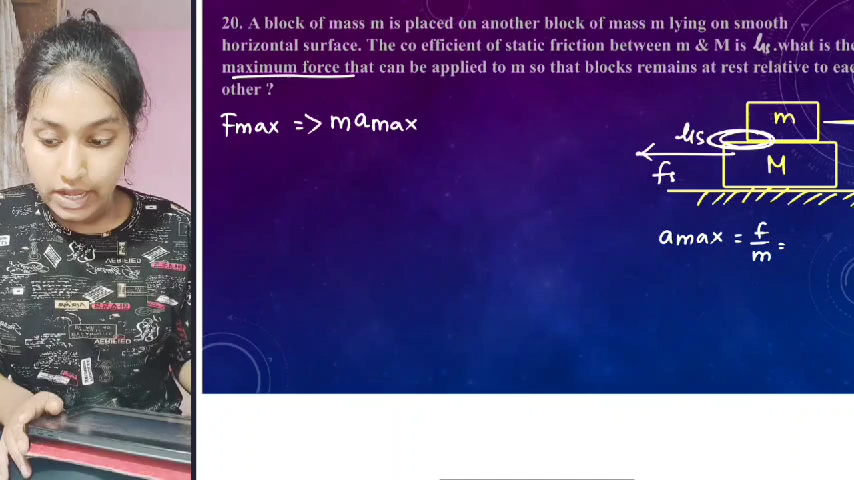 20. A block of mass m is placed on another block of mass m lying on smooth
horizontal surface. The co efficient of static friction between m & M is μs.what is the
maximum force that can be applied to m so that blocks remains at rest relative to eac
other ?
Fmax => mamax
m
μs
M
fs
amax = f/m =